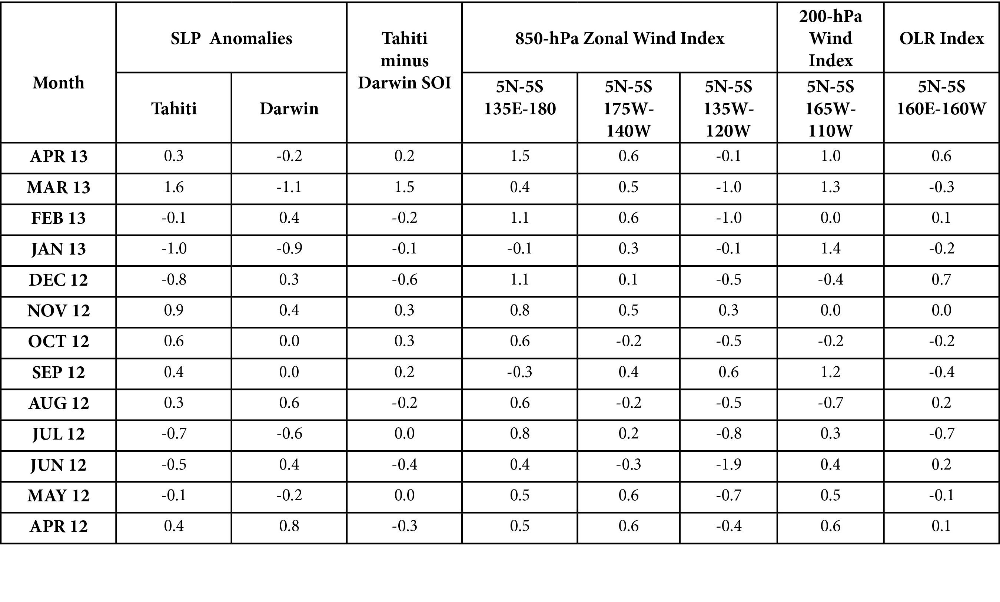 Month
SLP Anomalies
Tahiti
minus
Darwin SOI
850-hPa Zonal Wind Index
200-hPa
Wind
Index
OLR Index
Tahiti
Darwin
5N-5S
135E-180
5N-5S
175W-
140W
5N-5S
135W-
120W
5N-5S
165W-
110W
5N-5S
160E-160W
APR 13 0.3 -0.2 0.2 1.5 0.6 -0.1 1.0 0.6
MAR 13 1.6 -1.1 1.5 0.4 0.5 -1.0 1.3 -0.3
FEB 13 -0.1 0.4 -0.2 1.1 0.6 -1.0 0.0 0.1
JAN 13 -1.0 -0.9 -0.1 -0.1 0.3 -0.1 1.4 -0.2
DEC 12 -0.8 0.3 -0.6 1.1 0.1 -0.5 -0.4 0.7
NOV 12 0.9 0.4 0.3 0.8 0.5 0.3 0.0 0.0
OCT 12 0.6 0.0 0.3 0.6 -0.2 -0.5 -0.2 -0.2
SEP 12 0.4 0.0 0.2 -0.3 0.4 0.6 1.2 -0.4
AUG 12 0.3 0.6 -0.2 0.6 -0.2 -0.5 -0.7 0.2
JUL 12 -0.7 -0.6 0.0 0.8 0.2 -0.8 0.3 -0.7
JUN 12 -0.5 0.4 -0.4 0.4 -0.3 -1.9 0.4 0.2
MAY 12 -0.1 -0.2 0.0 0.5 0.6 -0.7 0.5 -0.1
APR 12 0.4 0.8 -0.3 0.5 0.6 -0.4 0.6 0.1